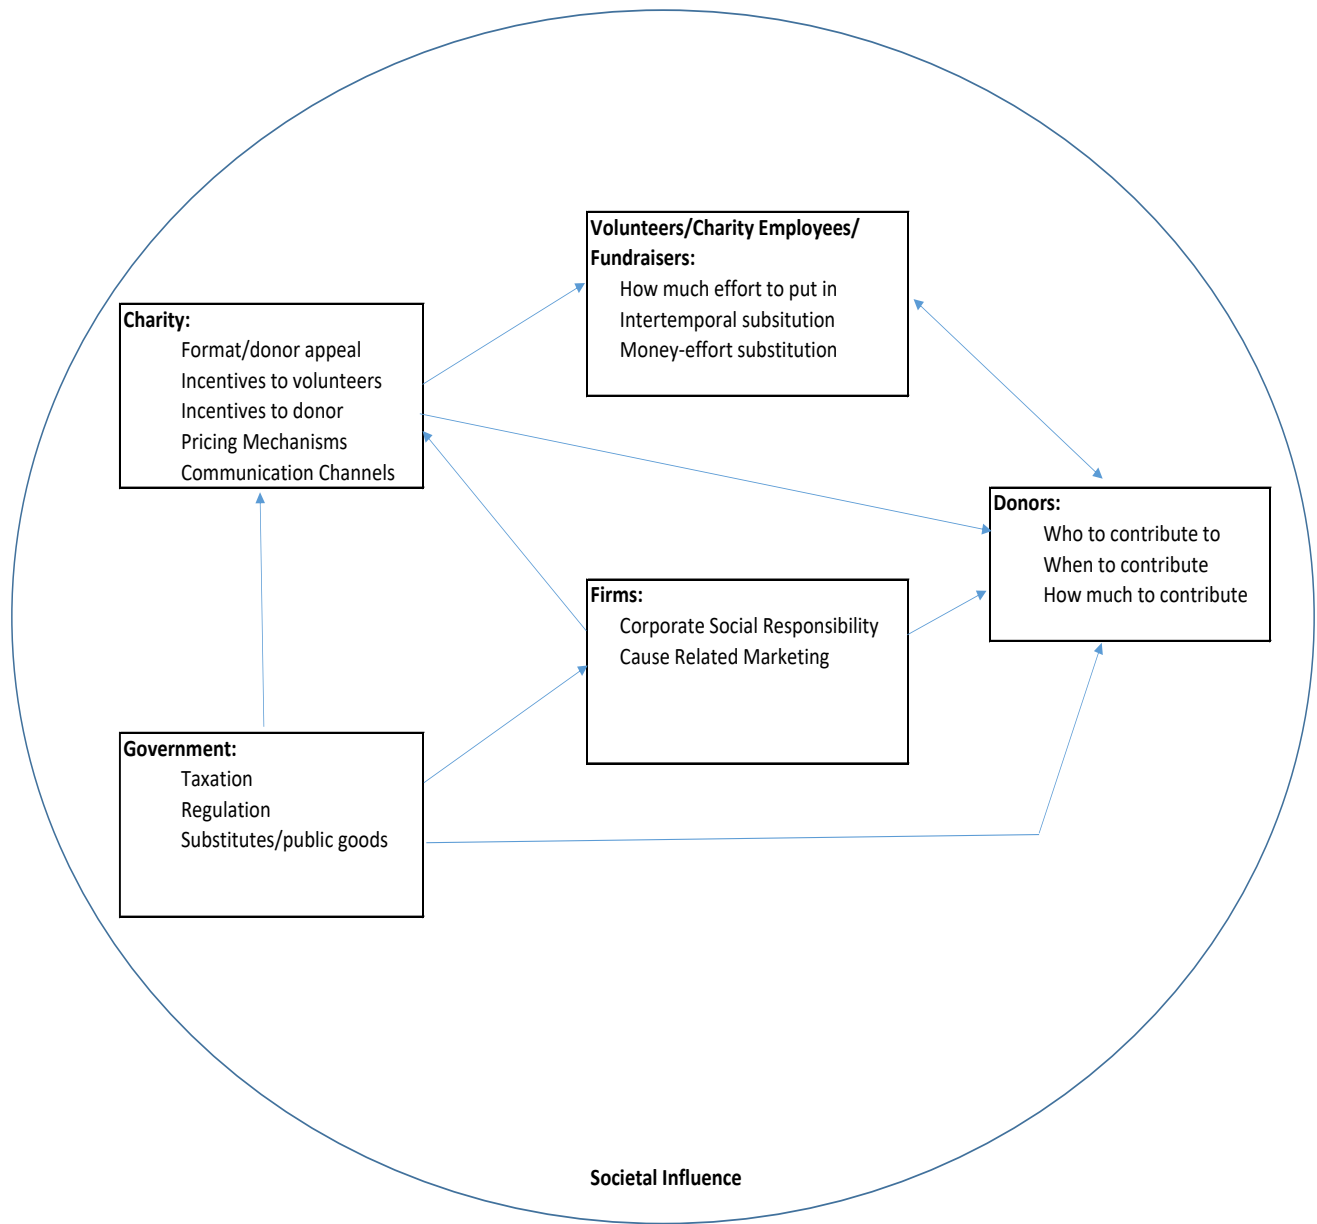 Volunteers/Charity Employees/
Fundraisers:
How much effort to put in
Intertemporal subsitution
Money-effort substitution
Charity:
Format/donor appeal
Incentives to volunteers
Incentives to donor
Pricing Mechanisms
Communication Channels
Donors:
Who to contribute to
When to contribute
How much to contribute
Firms:
Corporate Social Responsibility
Cause Related Marketing
Government:
Taxation
Regulation
Substitutes/public goods
Societal Influence